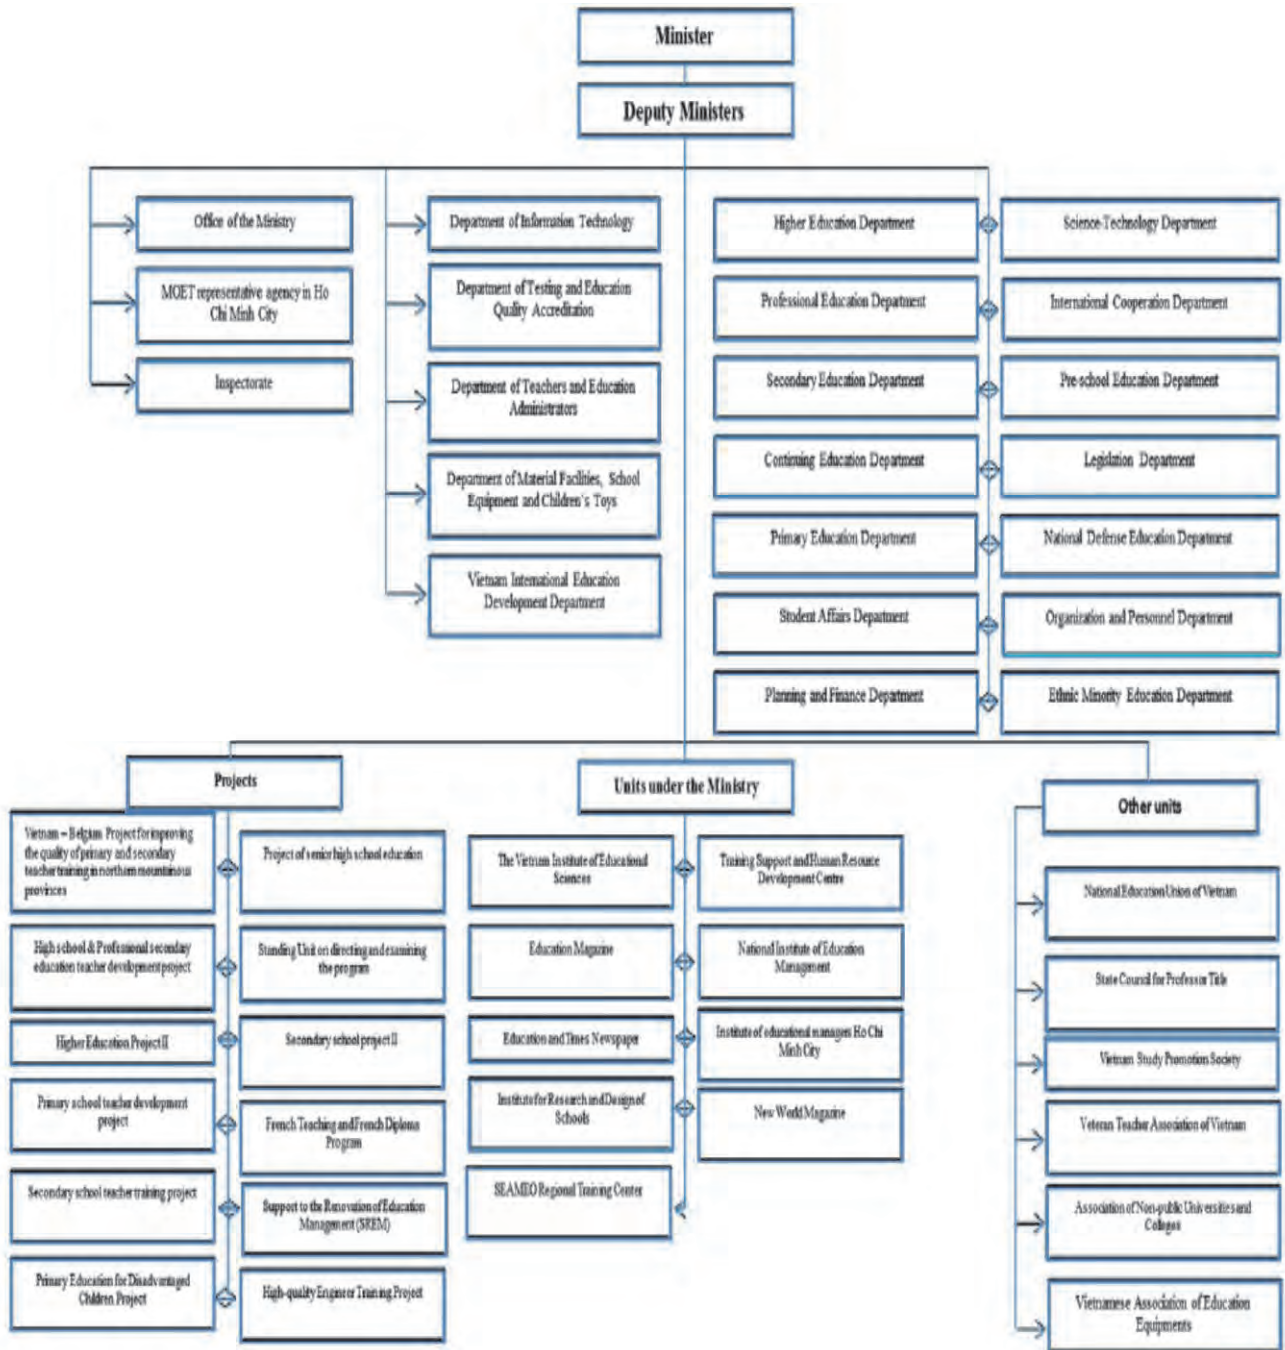 Minister
Deputy Ministers
Office of the Ministry
MOET representative agency in Ho
Chi Minh City
Inspectorate
Department of Information Technology
Department of Testing and Education
Quality Accreditation
Department of Teachers and Education
Administrators
Department of Material Facilities, School
Equipment and Children's Toys
Vietnam International Education
Development Department
Higher Education Department
Science-Technology Department
Professional Education Department
International Cooperation Department
Secondary Education Department
Pre-school Education Department
Continuing Education Department
Legislation Department
Primary Education Department
National Defense Education Department
Student Affairs Department
Organization and Personnel Department
Planning and Finance Department
Ethnic Minority Education Department
Projects
Vietnam – Belgian Project for improving
the quality of primary and secondary
teacher training in northern mountainous
provinces
Project of senior high school education
High school & Professional secondary
education teacher development project
Standing Unit on directing and examining
the program
Higher Education Project II
Secondary school project II
Primary school teacher development
project
French Teaching and French Diploma
Program
Secondary school teacher training project
Support to the Renovation of Education
Management (SREM)
Primary Education for Disadvantaged
Children Project
High-quality Engineer Training Project
Units under the Ministry
The Vietnam Institute of Educational
Sciences
Training Support and Human Resource
Development Centre
Education Magazine
National Institute of Education
Management
Education and Times Newspaper
Institute of educational managers Ho Chi
Minh City
Institute for Research and Design of
Schools
New World Magazine
SEAMEO Regional Training Center
Other units
National Education Union of Vietnam
State Council for Professor Title
Vietnam Study Promotion Society
Veteran Teacher Association of Vietnam
Association of Non-public Universities and
Colleges
Vietnamese Association of Education
Equipments